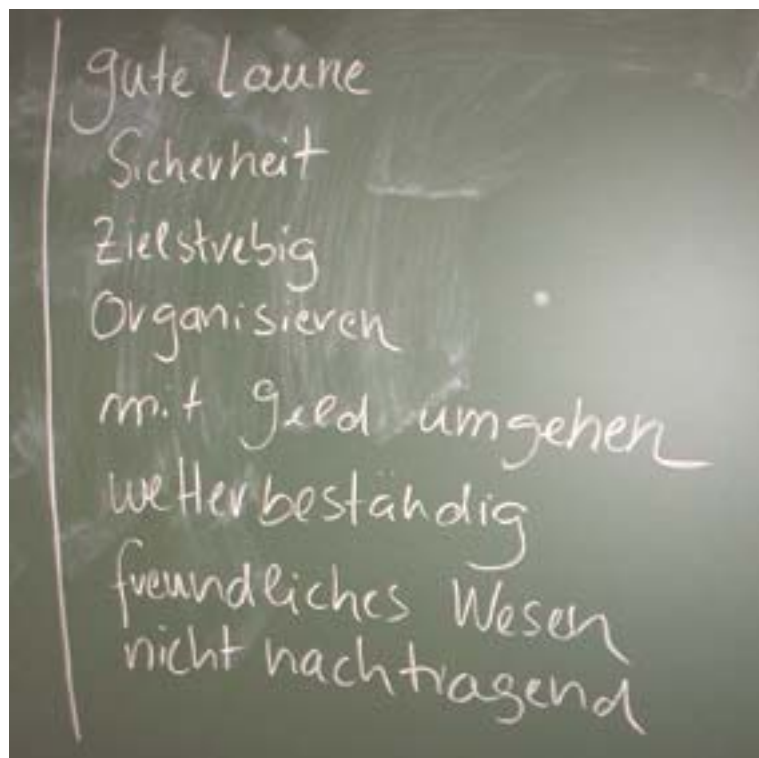 gute Laune
Sicherheit
Zielstrebig
Organisieren
mit Geld umgehen
wetterbeständig
freundliches Wesen
nicht nachtragend